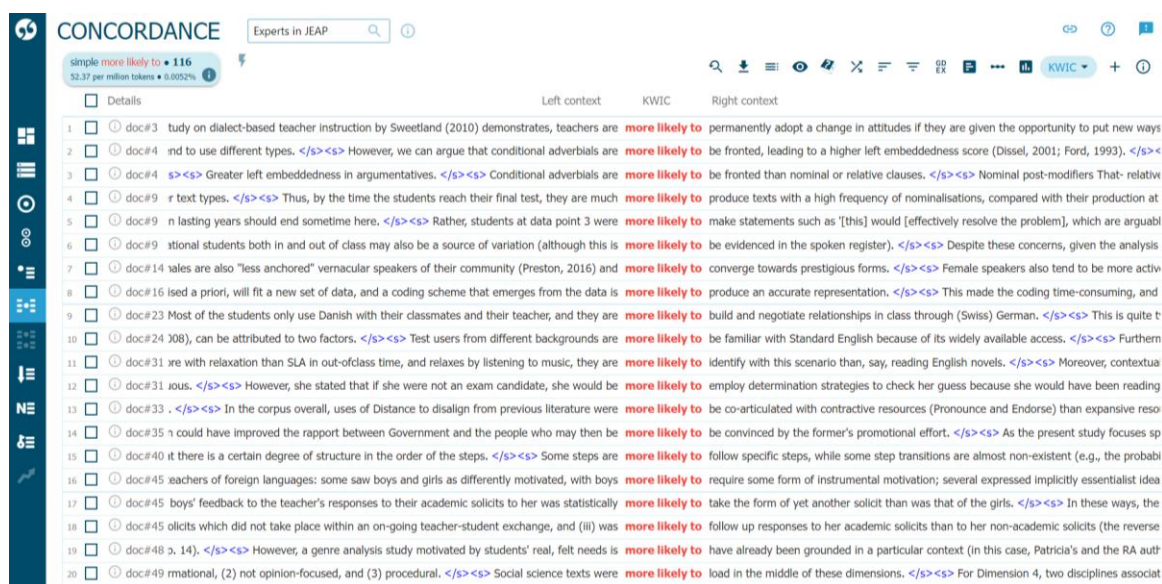 CONCORDANCE Experts in JEAP
simple more likely to • 116
52.37 per million tokens • 0.0052%
KWIC
Details Left context KWIC Right context
1 doc#3 tudy on dialect-based teacher instruction by Sweetland (2010) demonstrates, teachers are more likely to permanently adopt a change in attitudes if they are given the opportunity to put new ways
2 doc#4 nd to use different types. </s><s> However, we can argue that conditional adverbials are more likely to be fronted, leading to a higher left embeddedness score (Dissel, 2001; Ford, 1993). </s><
3 doc#4 s><s> Greater left embeddedness in argumentatives. </s><s> Conditional adverbials are more likely to be fronted than nominal or relative clauses. </s><s> Nominal post-modifiers That- relative
4 doc#9 r text types. </s><s> Thus, by the time the students reach their final test, they are much more likely to produce texts with a high frequency of nominalisations, compared with their production at
5 doc#9 n lasting years should end sometime here. </s><s> Rather, students at data point 3 were more likely to make statements such as '[this] would [effectively resolve the problem], which are arguabl
6 doc#9 ational students both in and out of class may also be a source of variation (although this is more likely to be evidenced in the spoken register). </s><s> Despite these concerns, given the analysis
7 doc#14 nales are also "less anchored" vernacular speakers of their community (Preston, 2016) and more likely to converge towards prestigious forms. </s><s> Female speakers also tend to be more activ
8 doc#16 ised a priori, will fit a new set of data, and a coding scheme that emerges from the data is more likely to produce an accurate representation. </s><s> This made the coding time-consuming, and
9 doc#23 Most of the students only use Danish with their classmates and their teacher, and they are more likely to build and negotiate relationships in class through (Swiss) German. </s><s> This is quite t
10 doc#24 008), can be attributed to two factors. </s><s> Test users from different backgrounds are more likely to be familiar with Standard English because of its widely available access. </s><s> Furthern
11 doc#31 ore with relaxation than SLA in out-ofclass time, and relaxes by listening to music, they are more likely to identify with this scenario than, say, reading English novels. </s><s> Moreover, contextua
12 doc#31 ious. </s><s> However, she stated that if she were not an exam candidate, she would be more likely to employ determination strategies to check her guess because she would have been reading
13 doc#33 . </s><s> In the corpus overall, uses of Distance to disalign from previous literature were more likely to be co-articulated with contractive resources (Pronounce and Endorse) than expansive reso
14 doc#35 n could have improved the rapport between Government and the people who may then be more likely to be convinced by the former's promotional effort. </s><s> As the present study focuses sp
15 doc#40 it there is a certain degree of structure in the order of the steps. </s><s> Some steps are more likely to follow specific steps, while some step transitions are almost non-existent (e.g., the probabi
16 doc#45 eachers of foreign languages: some saw boys and girls as differently motivated, with boys more likely to require some form of instrumental motivation; several expressed implicitly essentialist idea
17 doc#45 boys' feedback to the teacher's responses to their academic solicits to her was statistically more likely to take the form of yet another solicit than was that of the girls. </s><s> In these ways, the
18 doc#45 olicits which did not take place within an on-going teacher-student exchange, and (iii) was more likely to follow up responses to her academic solicits than to her non-academic solicits (the reverse
19 doc#48 p. 14). </s><s> However, a genre analysis study motivated by students' real, felt needs is more likely to have already been grounded in a particular context (in this case, Patricia's and the RA auth
20 doc#49 rmational, (2) not opinion-focused, and (3) procedural. </s><s> Social science texts were more likely to load in the middle of these dimensions. </s><s> For Dimension 4, two disciplines associat